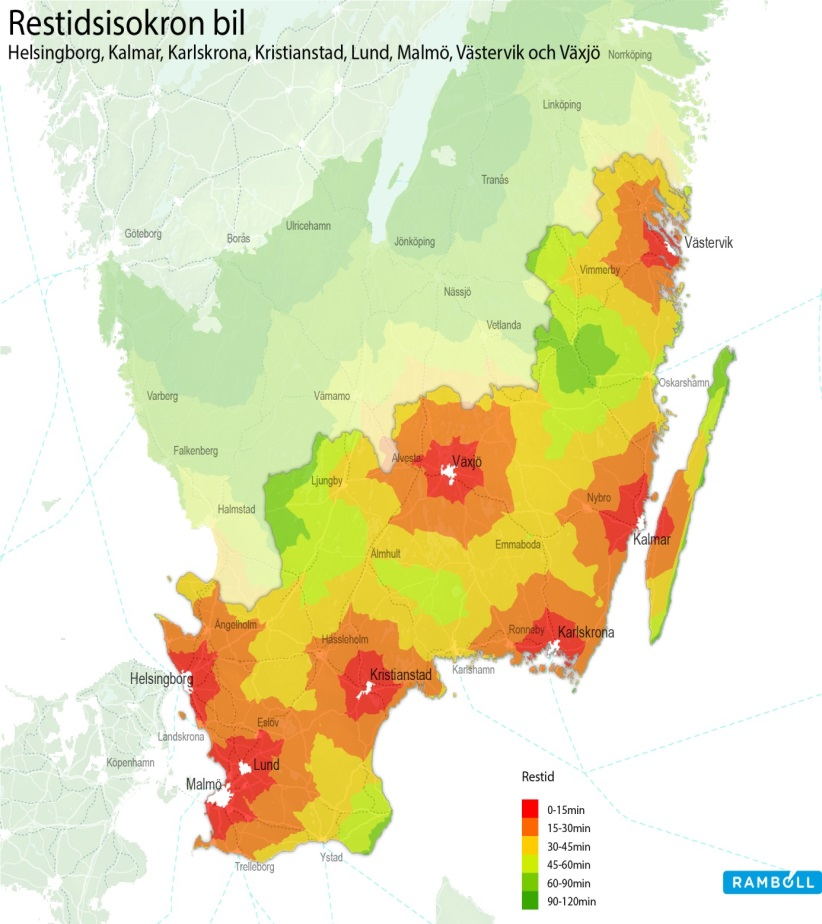 Restidsisokron bil
Helsingborg, Kalmar, Karlskrona, Kristianstad, Lund, Malmö, Västervik och Växjö
Norrköping
Linköping
Tranås
Ulricehamn
Göteborg
Borås
Jönköping
Västervik
Vimmerby
Nässjö
Vetlanda
Oskarshamn
Varberg
Värnamo
Falkenberg
Alvesta
Växjö
Ljungby
Nybro
Halmstad
Kalmar
Emmaboda
Älmhult
Ängelholm
Ronneby
Karlskrona
Hässleholm
Karlshamn
Kristianstad
Helsingborg
Eslöv
Landskrona
Köpenhamn
Lund
Malmö
Ystad
Trelleborg
Restid
0-15min
15-30min
30-45min
45-60min
60-90min
90-120min
RAMBOLL